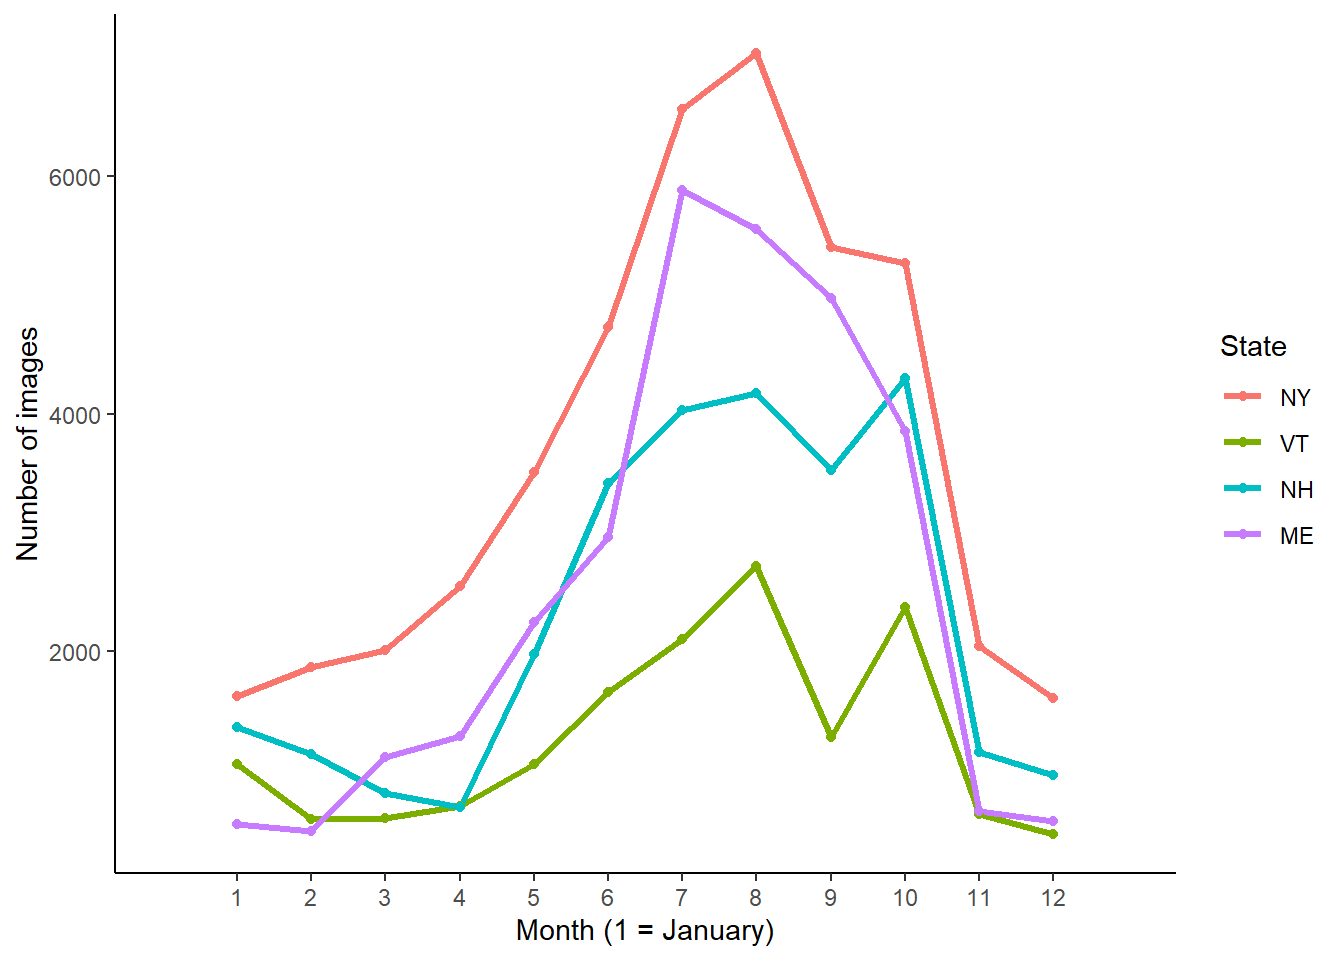 6000
4000
2000
Number of images
1 2 3 4 5 6 7 8 9 10 11 12
Month (1 = January)
State
NY
VT
NH
ME